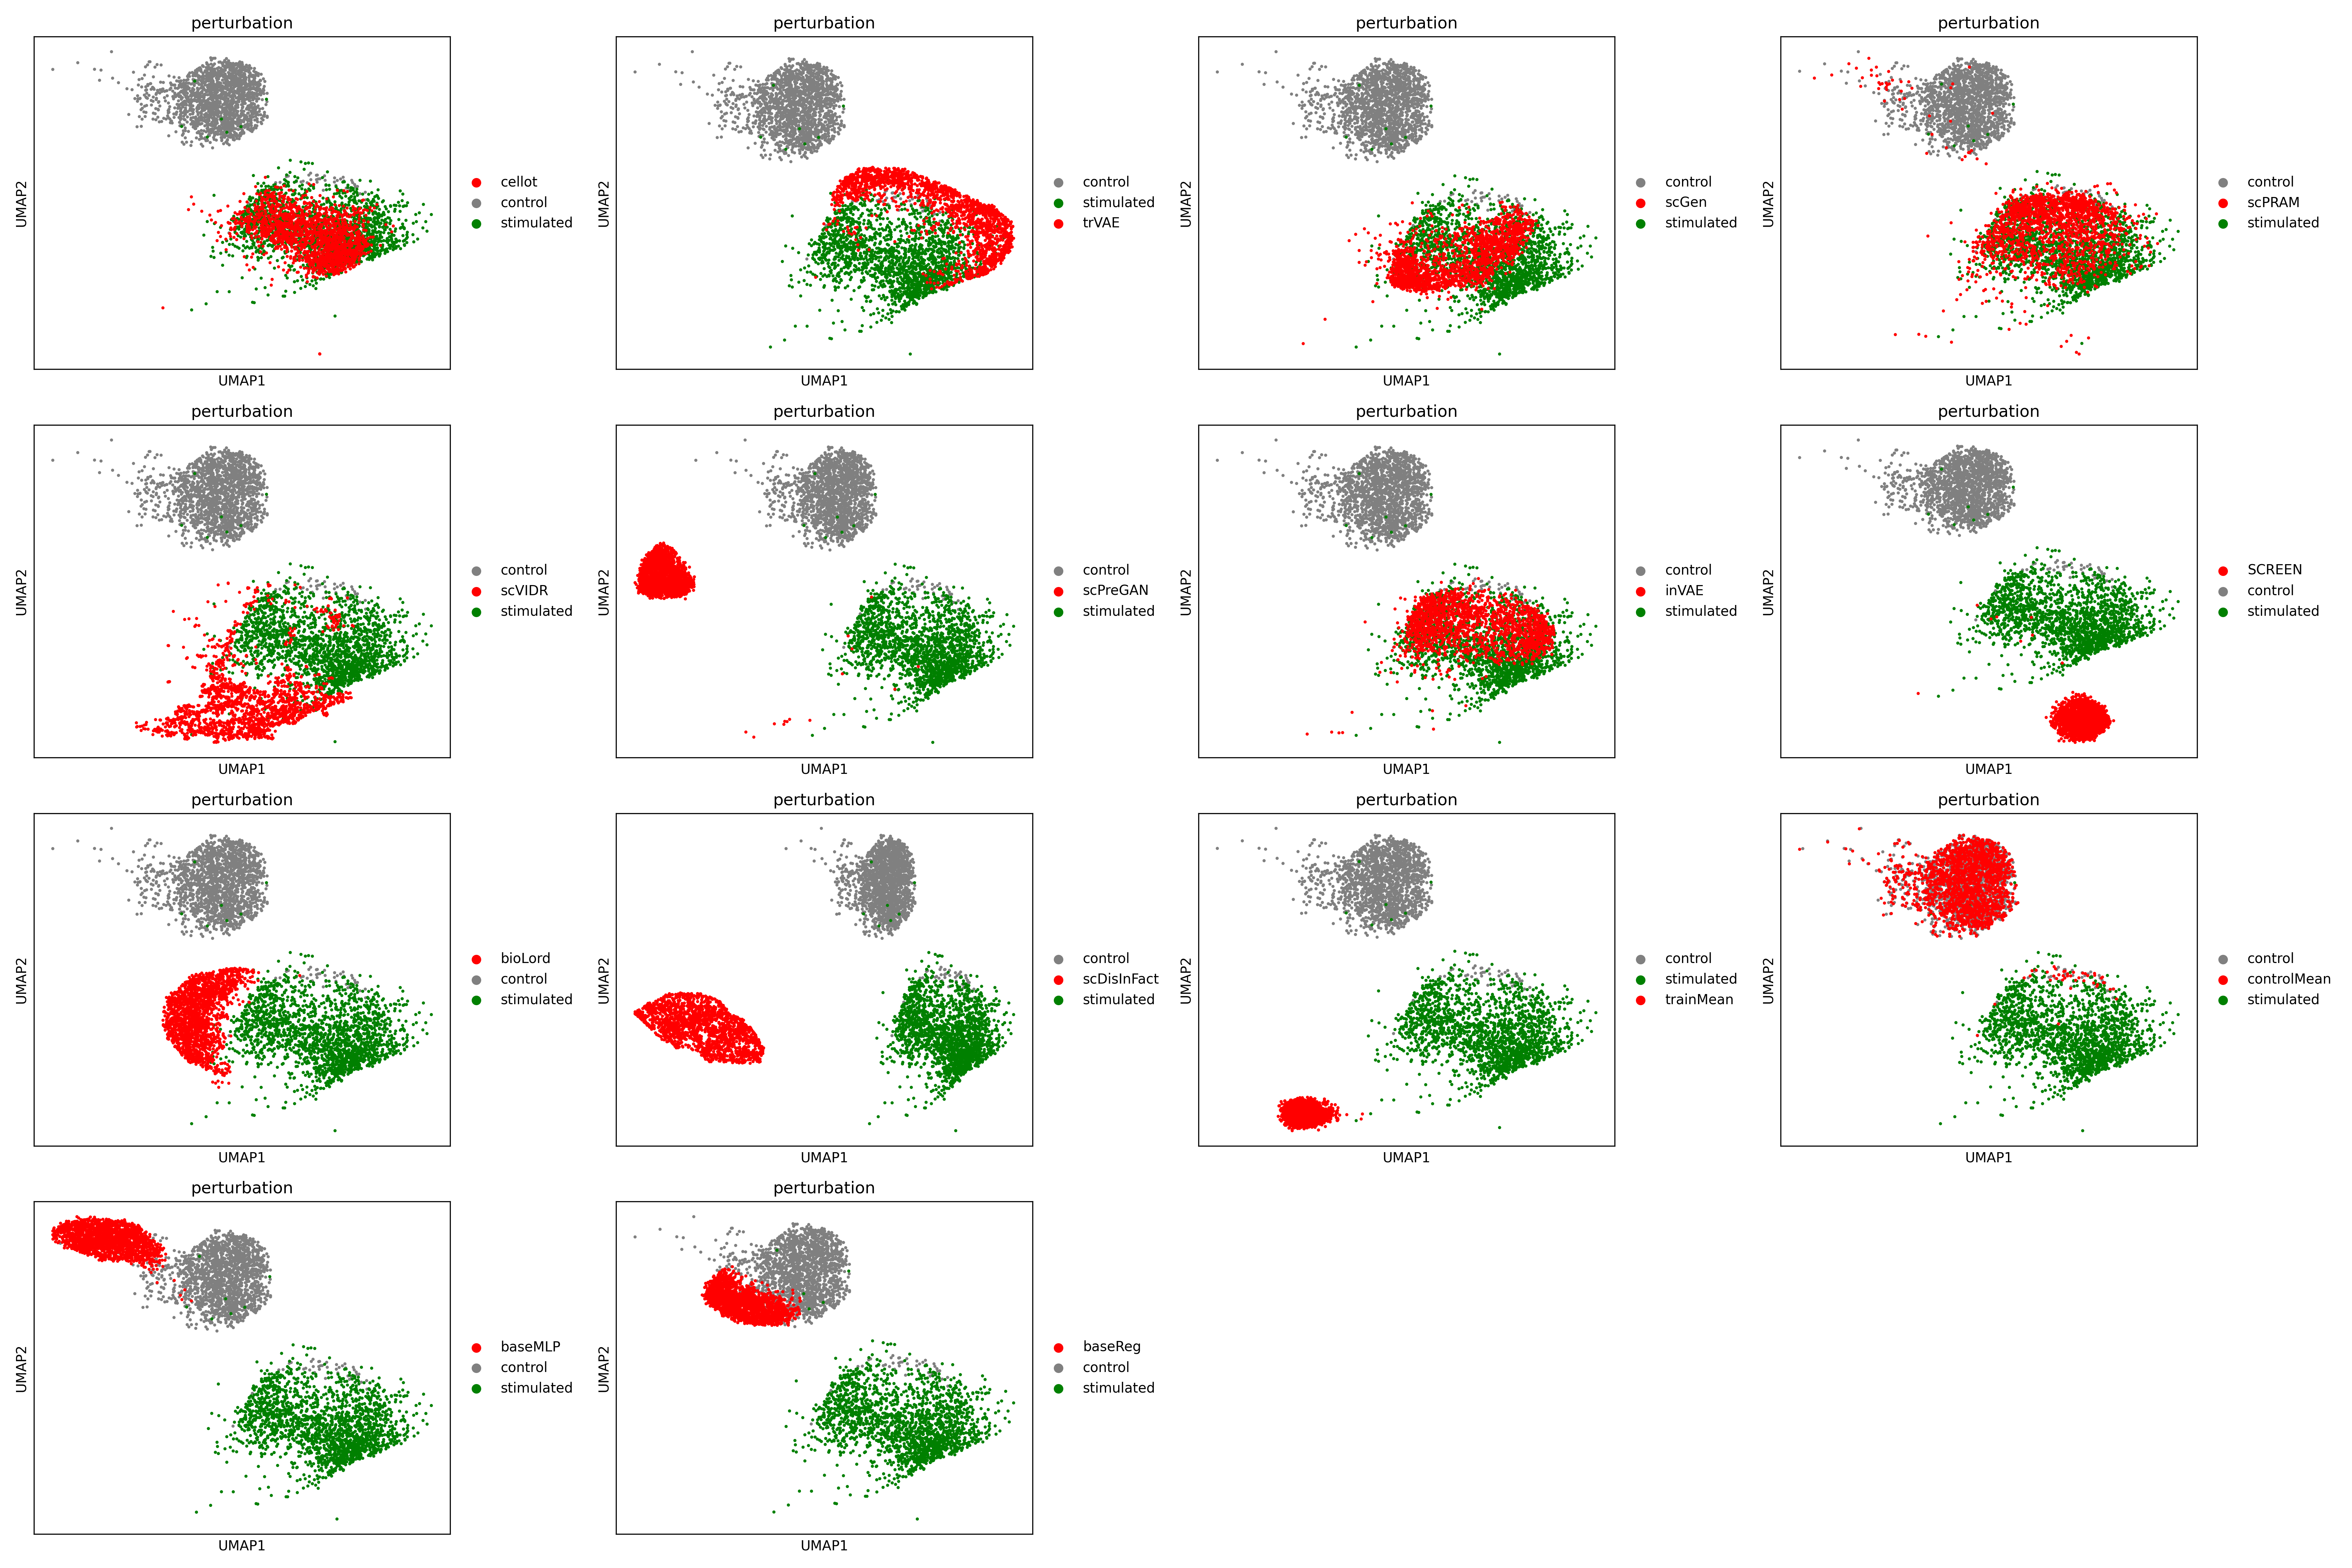 perturbation
UMAP2
cellot
control
stimulated
UMAP1
perturbation
UMAP2
control
stimulated
trVAE
UMAP1
perturbation
UMAP2
control
scGen
stimulated
UMAP1
perturbation
UMAP2
control
scPRAM
stimulated
UMAP1
perturbation
UMAP2
control
scVIDR
stimulated
UMAP1
perturbation
UMAP2
control
scPreGAN
stimulated
UMAP1
perturbation
UMAP2
control
inVAE
stimulated
UMAP1
perturbation
UMAP2
SCREEN
control
stimulated
UMAP1
perturbation
UMAP2
bioLord
control
stimulated
UMAP1
perturbation
UMAP2
control
scDisInFact
stimulated
UMAP1
perturbation
UMAP2
control
stimulated
trainMean
UMAP1
perturbation
UMAP2
control
controlMean
stimulated
UMAP1
perturbation
UMAP2
baseMLP
control
stimulated
UMAP1
perturbation
UMAP2
baseReg
control
stimulated
UMAP1